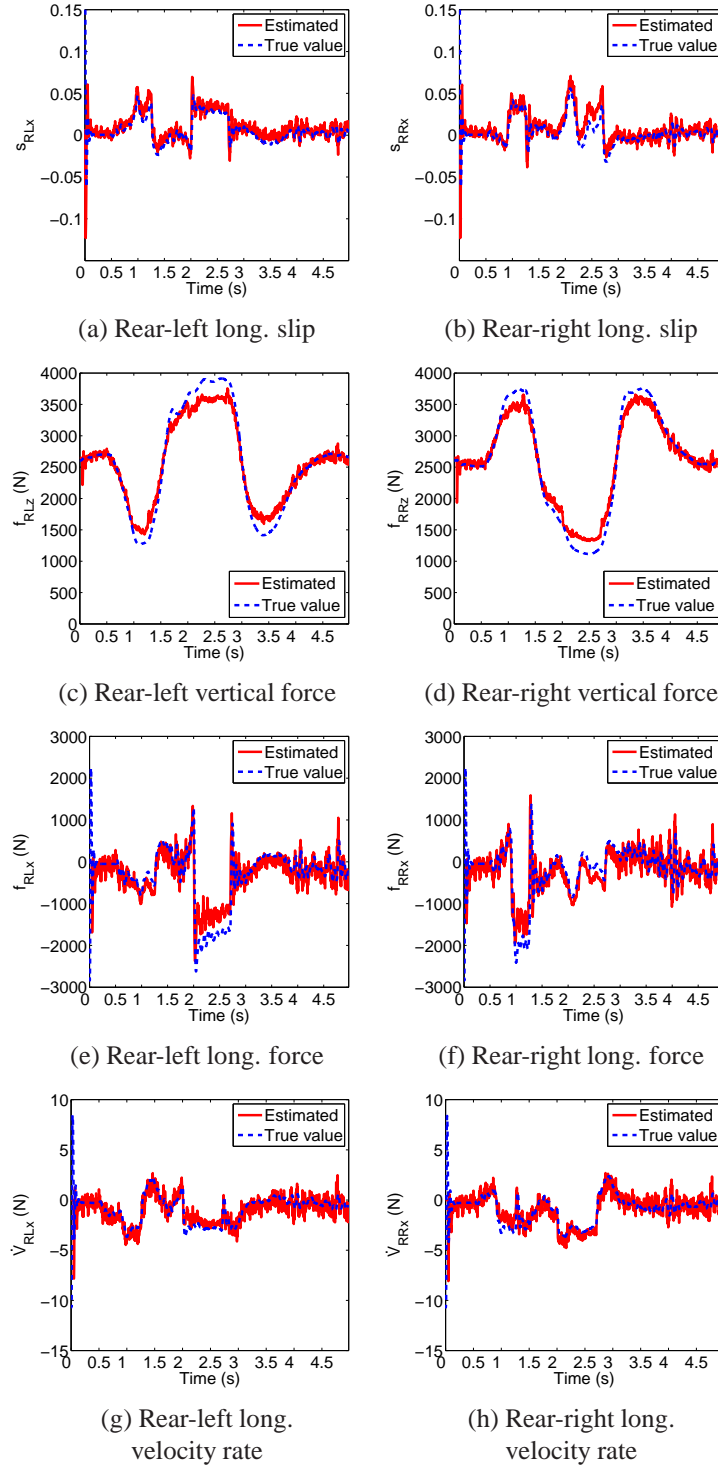 0.15
0.1
0.05
0
−0.05
−0.1
s_RLx
0 0.5 1 1.5 2 2.5 3 3.5 4 4.5
Time (s)
Estimated
True value
(a) Rear-left long. slip
0.15
0.1
0.05
0
−0.05
−0.1
s_RRx
0 0.5 1 1.5 2 2.5 3 3.5 4 4.5
Time (s)
Estimated
True value
(b) Rear-right long. slip
4000
3500
3000
2500
2000
1500
1000
500
0
f_RLz (N)
0 0.5 1 1.5 2 2.5 3 3.5 4 4.5
Time (s)
Estimated
True value
(c) Rear-left vertical force
4000
3500
3000
2500
2000
1500
1000
500
0
f_RRz (N)
0 0.5 1 1.5 2 2.5 3 3.5 4 4.5
TIme (s)
Estimated
True value
(d) Rear-right vertical force
3000
2000
1000
0
−1000
−2000
−3000
f_RLx (N)
0 0.5 1 1.5 2 2.5 3 3.5 4 4.5
Time (s)
Estimated
True value
(e) Rear-left long. force
3000
2000
1000
0
−1000
−2000
−3000
f_RRx (N)
0 0.5 1 1.5 2 2.5 3 3.5 4 4.5
Time (s)
Estimated
True value
(f) Rear-right long. force
10
5
0
−5
−10
−15
V̇_RLx (N)
0 0.5 1 1.5 2 2.5 3 3.5 4 4.5
Time (s)
Estimated
True value
(g) Rear-left long.
velocity rate
10
5
0
−5
−10
−15
V̇_RRx (N)
0 0.5 1 1.5 2 2.5 3 3.5 4 4.5
Time (s)
Estimated
True value
(h) Rear-right long.
velocity rate